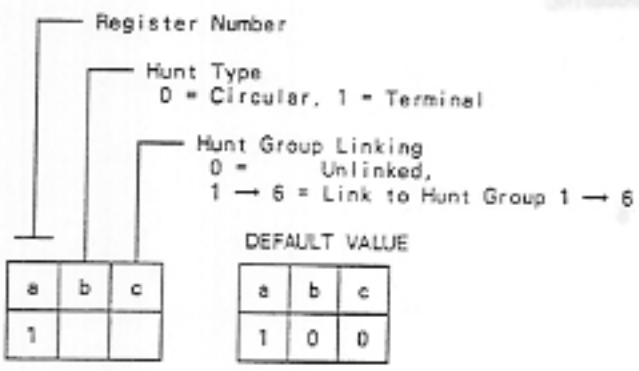 Register Number
Hunt Type
0 = Circular, 1 = Terminal
Hunt Group Linking
0 = Unlinked,
1 → 6 = Link to Hunt Group 1 → 6
DEFAULT VALUE
a b c
1
a b c
1 0 0